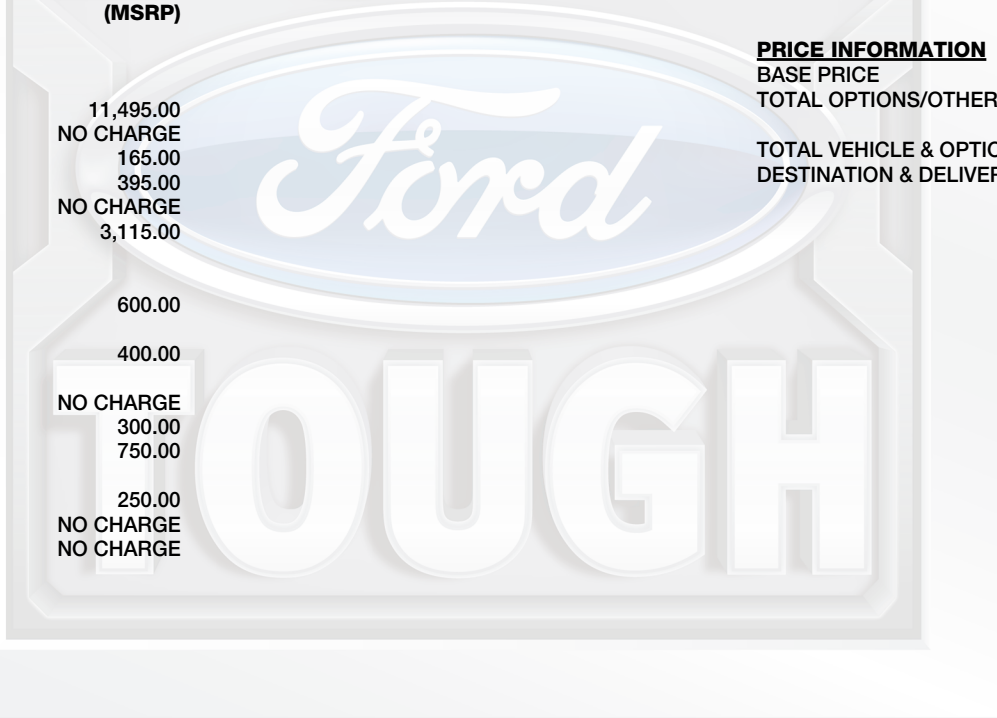 (MSRP)
11,495.00
NO CHARGE
165.00
395.00
NO CHARGE
3,115.00
600.00
400.00
NO CHARGE
300.00
750.00
250.00
NO CHARGE
NO CHARGE
PRICE INFORMATION
BASE PRICE
TOTAL OPTIONS/OTHER
TOTAL VEHICLE & OPTIO
DESTINATION & DELIVER
Ford
TOUGH